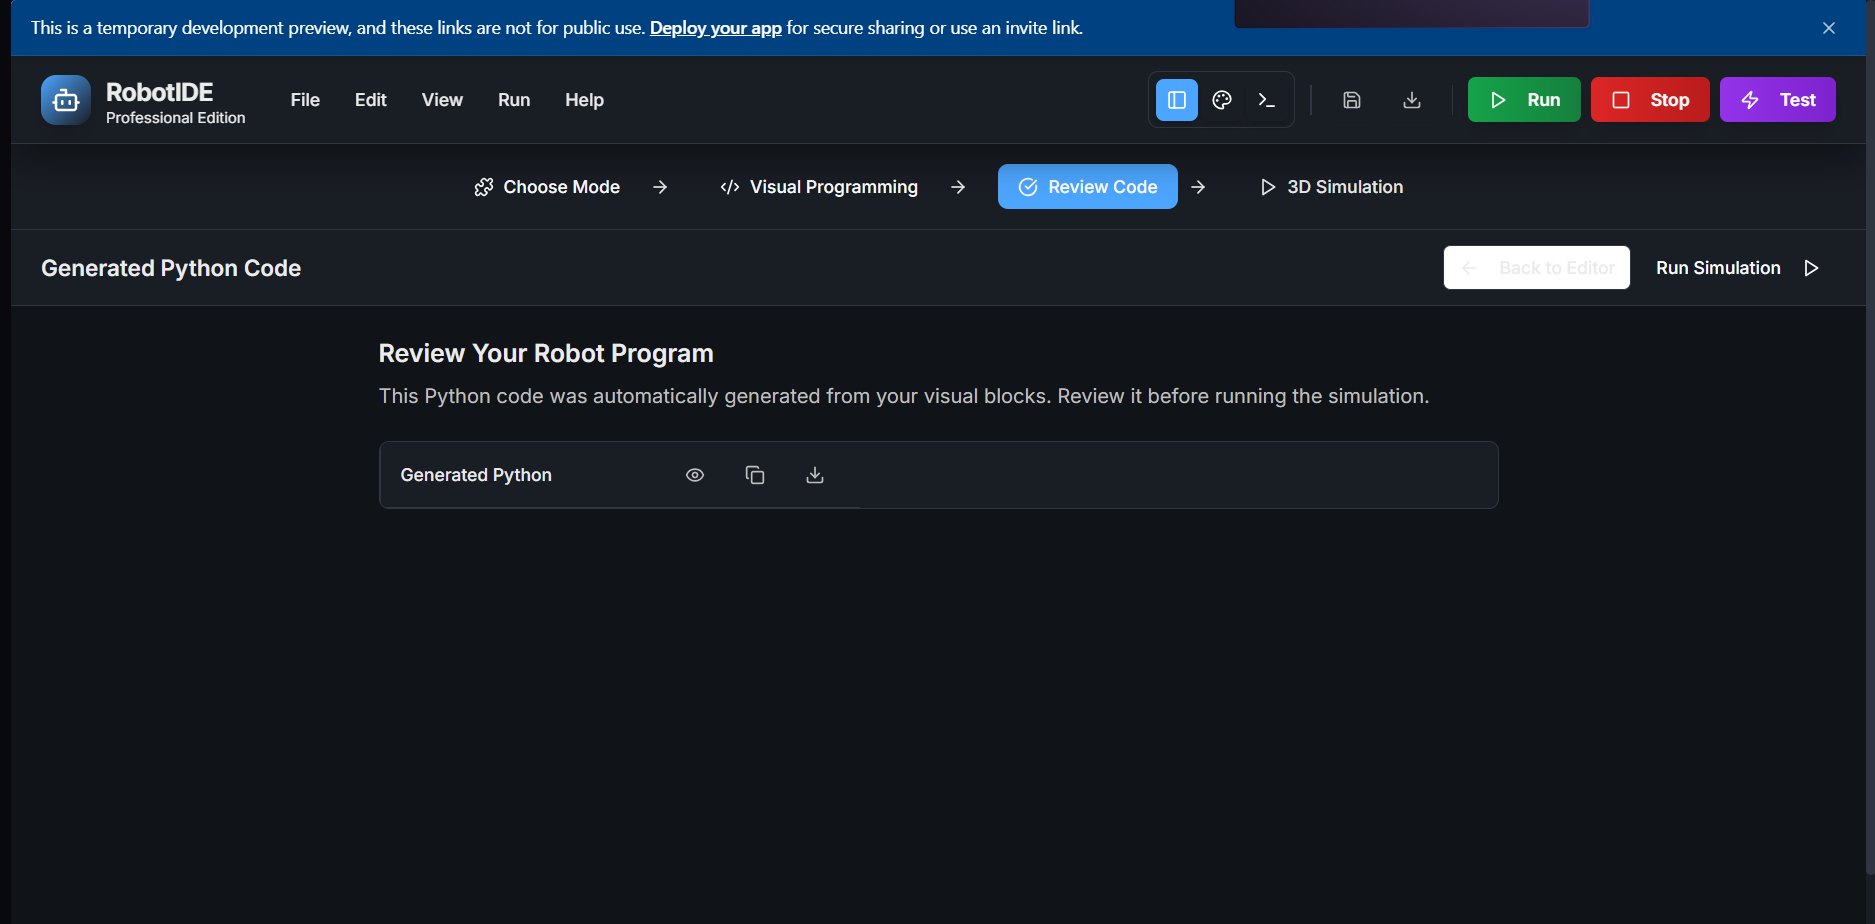 This is a temporary development preview, and these links are not for public use. Deploy your app for secure sharing or use an invite link.
RobotIDE
Professional Edition
File Edit View Run Help
Run Stop Test
Choose Mode
Visual Programming
Review Code
3D Simulation
Generated Python Code
Back to Editor
Run Simulation
Review Your Robot Program
This Python code was automatically generated from your visual blocks. Review it before running the simulation.
Generated Python